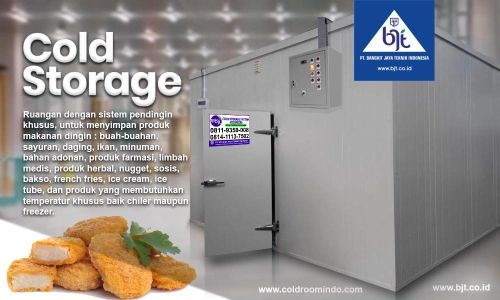 Cold
Storage
Ruangan dengan sistem pendingin
khusus, untuk menyimpan produk
makanan dingin : buah-buahan,
sayuran, daging, ikan, minuman,
bahan adonan, produk farmasi, limbah
medis, produk herbal, nugget, sosis,
bakso, french fries, ice cream, ice
tube, dan produk yang membutuhkan
temperatur khusus baik chiler maupun
freezer.
bjt
PT. BANGKIT JAYA TEKNIK INDONESIA
www.bjt.co.id
0811-9358-008
0814-1113-7502
www.coldroomindo.com
www.bjt.co.id